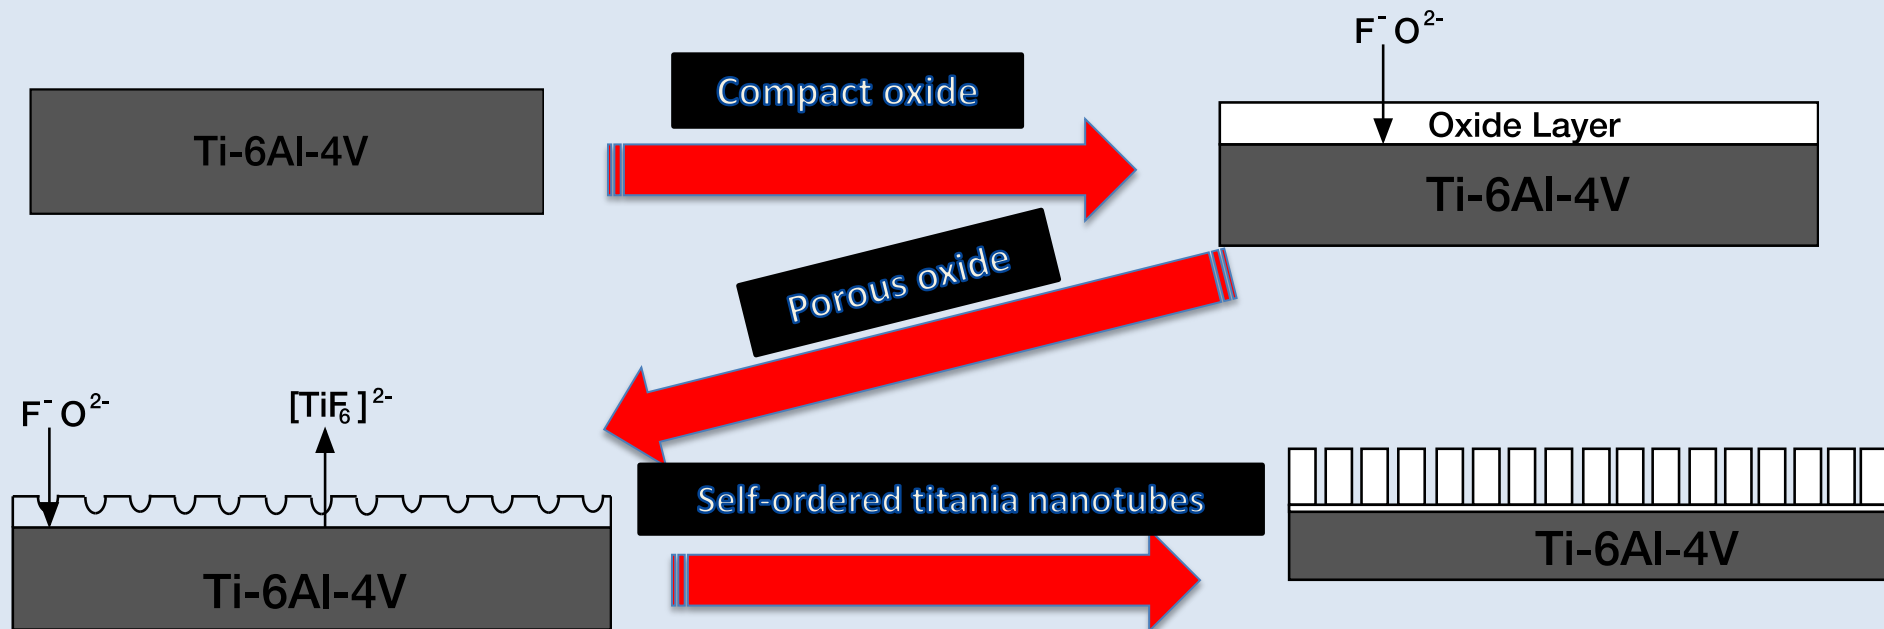 Ti-6Al-4V
Compact oxide
F⁻ O²⁻
Oxide Layer
Ti-6Al-4V
Porous oxide
F⁻ O²⁻
[TiF₆]²⁻
Ti-6Al-4V
Self-ordered titania nanotubes
Ti-6Al-4V